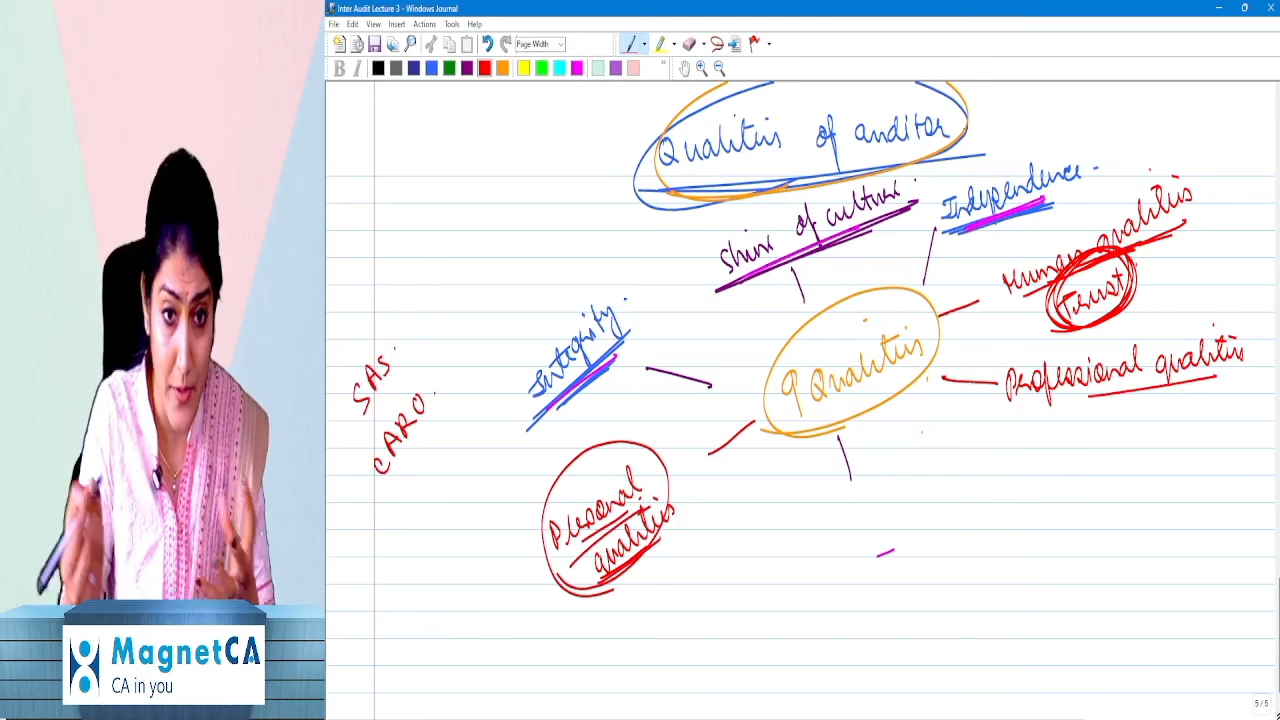 Inter Audit Lecture 3 - Windows Journal
File Edit View Insert Actions Tools Help
Page Width
B I
Qualities of auditor
Shine of culture.
Independence.
Human qualities
Trust
Integrity.
9 Qualities
Professional qualities
SAs.
CARO.
Personal
qualities
MagnetCA
CA in you
5 / 5